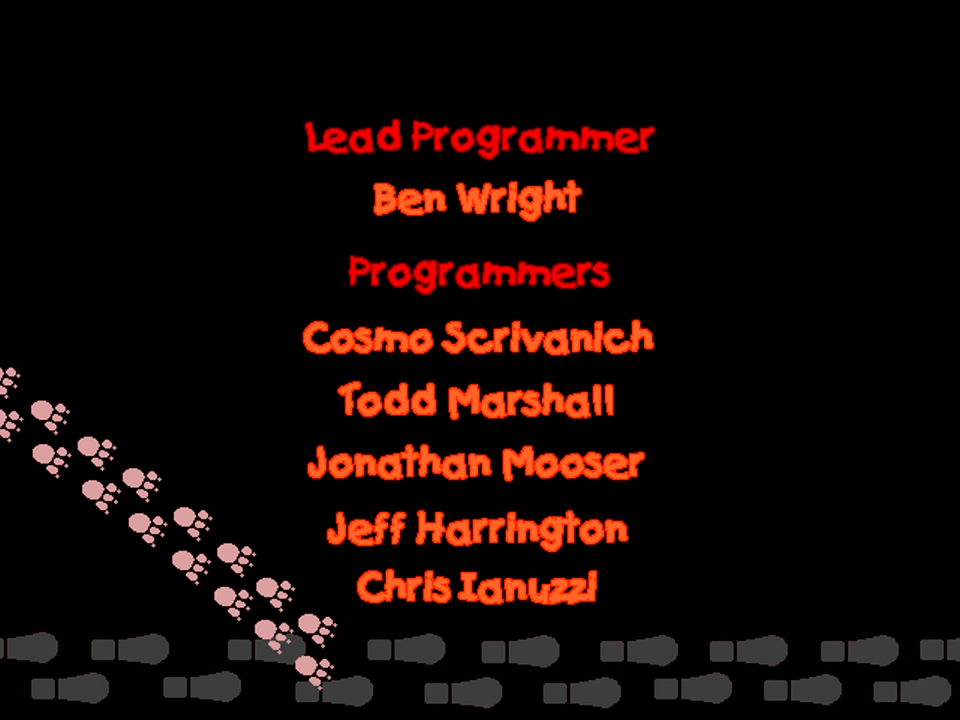 Lead Programmer
Ben Wright
Programmers
Cosmo Scrivanich
Todd Marshall
Jonathan Mooser
Jeff Harrington
Chris Ianuzzi